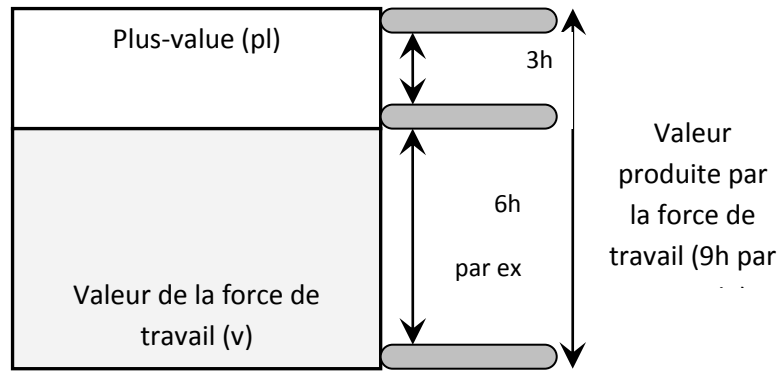 Plus-value (pl)
3h
Valeur
produite par
la force de
travail (9h par
6h
par ex
Valeur de la force de
travail (v)